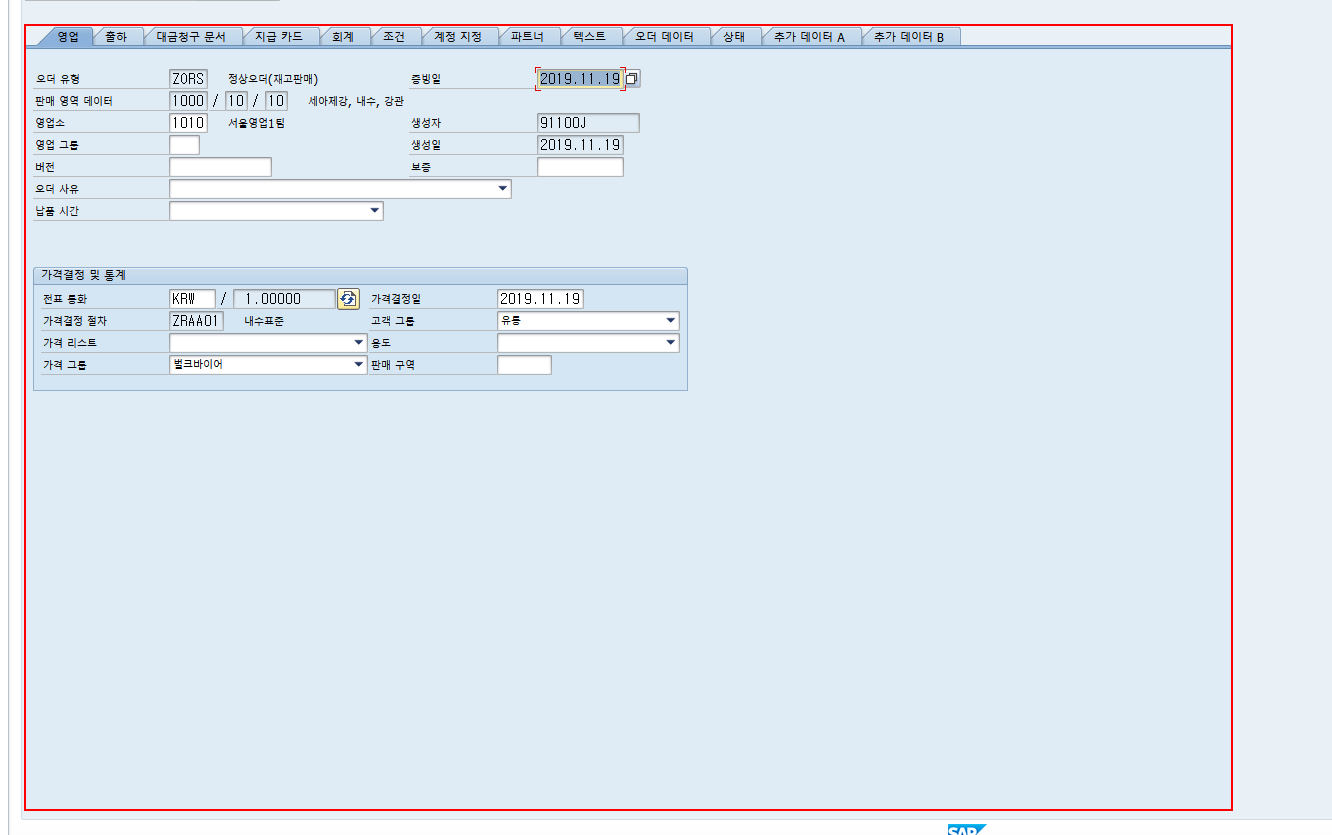 영업 출하 대금청구 문서 지급 카드 회계 조건 계정 지정 파트너 텍스트 오더 데이터 상태 추가 데이터 A 추가 데이터 B
오더 유형 ZORS 정상오더(재고판매) 증빙일 2019.11.19
판매 영역 데이터 1000 / 10 / 10 세아제강, 내수, 강관
영업소 1010 서울영업1팀 생성자 91100J
영업 그룹 생성일 2019.11.19
버전 보증
오더 사유
납품 시간
가격결정 및 통계
전표 통화 KRW / 1.00000 가격결정일 2019.11.19
가격결정 절차 ZRAA01 내수표준 고객 그룹 유통
가격 리스트 용도
가격 그룹 벌크바이어 판매 구역
SAP